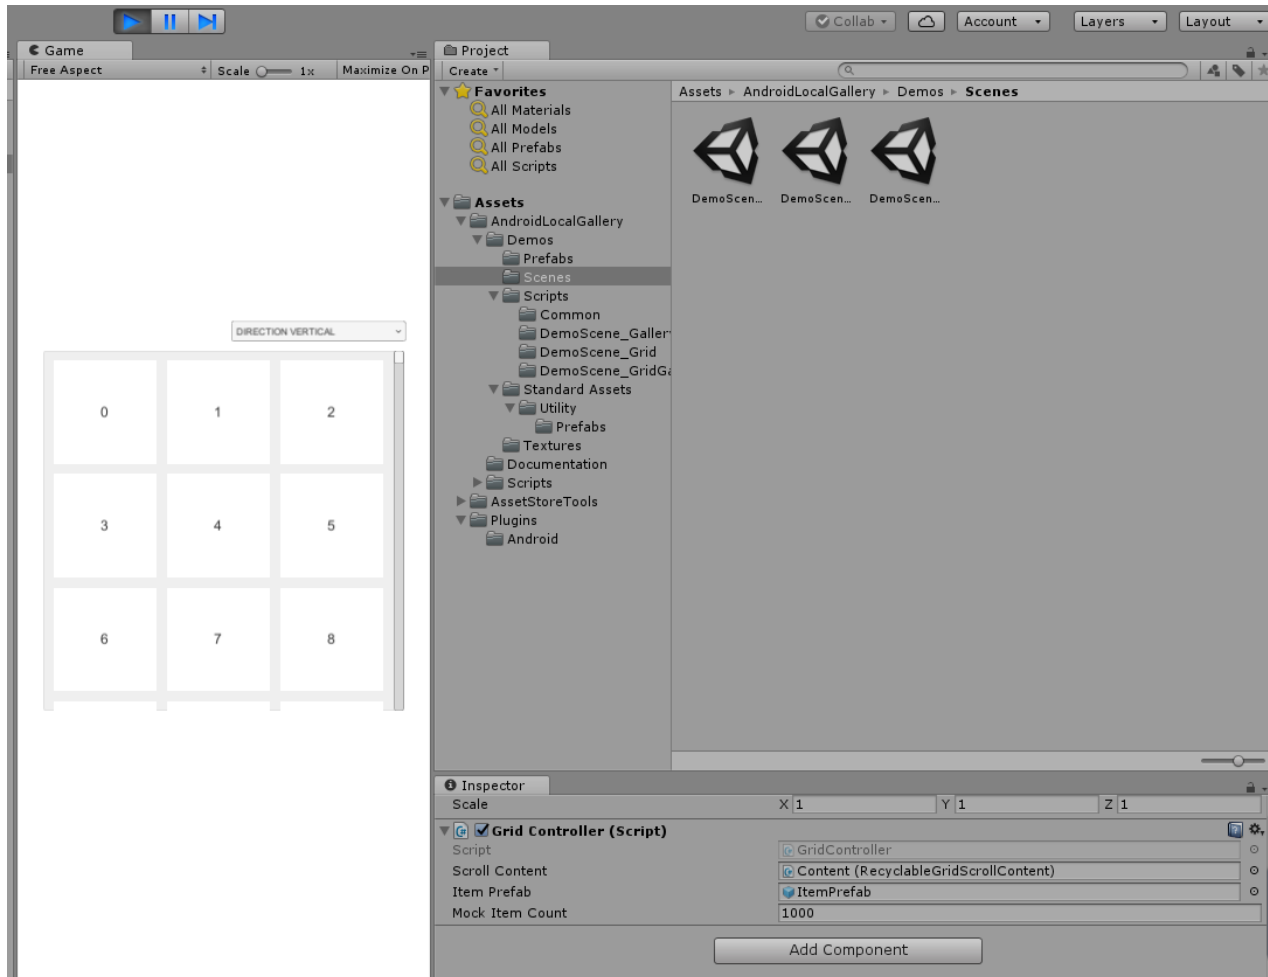 Collab
Account
Layers
Layout
Game
Free Aspect
Scale
1x
Maximize On P
DIRECTION VERTICAL
0 1 2
3 4 5
6 7 8
Project
Create
Favorites
All Materials
All Models
All Prefabs
All Scripts
Assets
AndroidLocalGallery
Demos
Prefabs
Scenes
Scripts
Common
DemoScene_Galler
DemoScene_Grid
DemoScene_GridGa
Standard Assets
Utility
Prefabs
Textures
Documentation
Scripts
AssetStoreTools
Plugins
Android
Assets AndroidLocalGallery Demos Scenes
DemoScen... DemoScen... DemoScen...
Inspector
Scale X 1 Y 1 Z 1
Grid Controller (Script)
Script GridController
Scroll Content Content (RecyclableGridScrollContent)
Item Prefab ItemPrefab
Mock Item Count 1000
Add Component